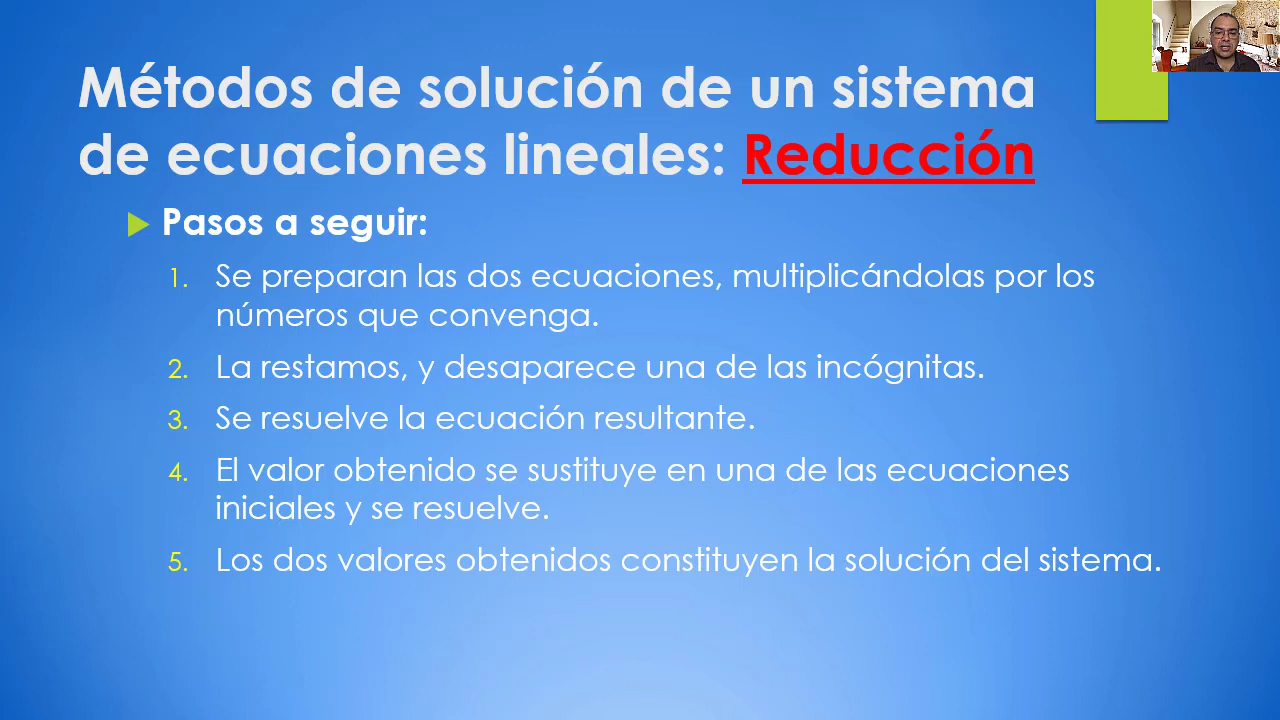 Métodos de solución de un sistema
de ecuaciones lineales: Reducción
Pasos a seguir:
1. Se preparan las dos ecuaciones, multiplicándolas por los
números que convenga.
2. La restamos, y desaparece una de las incógnitas.
3. Se resuelve la ecuación resultante.
4. El valor obtenido se sustituye en una de las ecuaciones
iniciales y se resuelve.
5. Los dos valores obtenidos constituyen la solución del sistema.